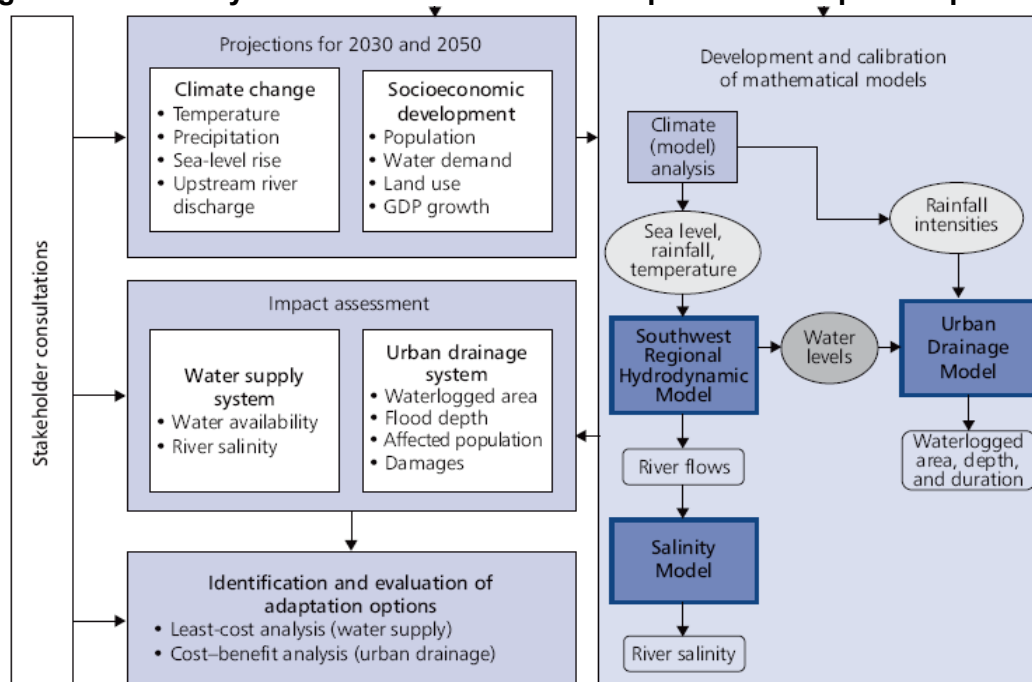 Projections for 2030 and 2050
Climate change
• Temperature
• Precipitation
• Sea-level rise
• Upstream river
discharge
Socioeconomic
development
• Population
• Water demand
• Land use
• GDP growth
Stakeholder consultations
Impact assessment
Water supply
system
• Water availability
• River salinity
Urban drainage
system
• Waterlogged area
• Flood depth
• Affected population
• Damages
Identification and evaluation of
adaptation options
• Least-cost analysis (water supply)
• Cost–benefit analysis (urban drainage)
Development and calibration
of mathematical models
Climate
(model)
analysis
Sea level,
rainfall,
temperature
Rainfall
intensities
Southwest
Regional
Hydrodynamic
Model
Water
levels
Urban
Drainage
Model
River flows
Waterlogged
area, depth,
and duration
Salinity
Model
River salinity